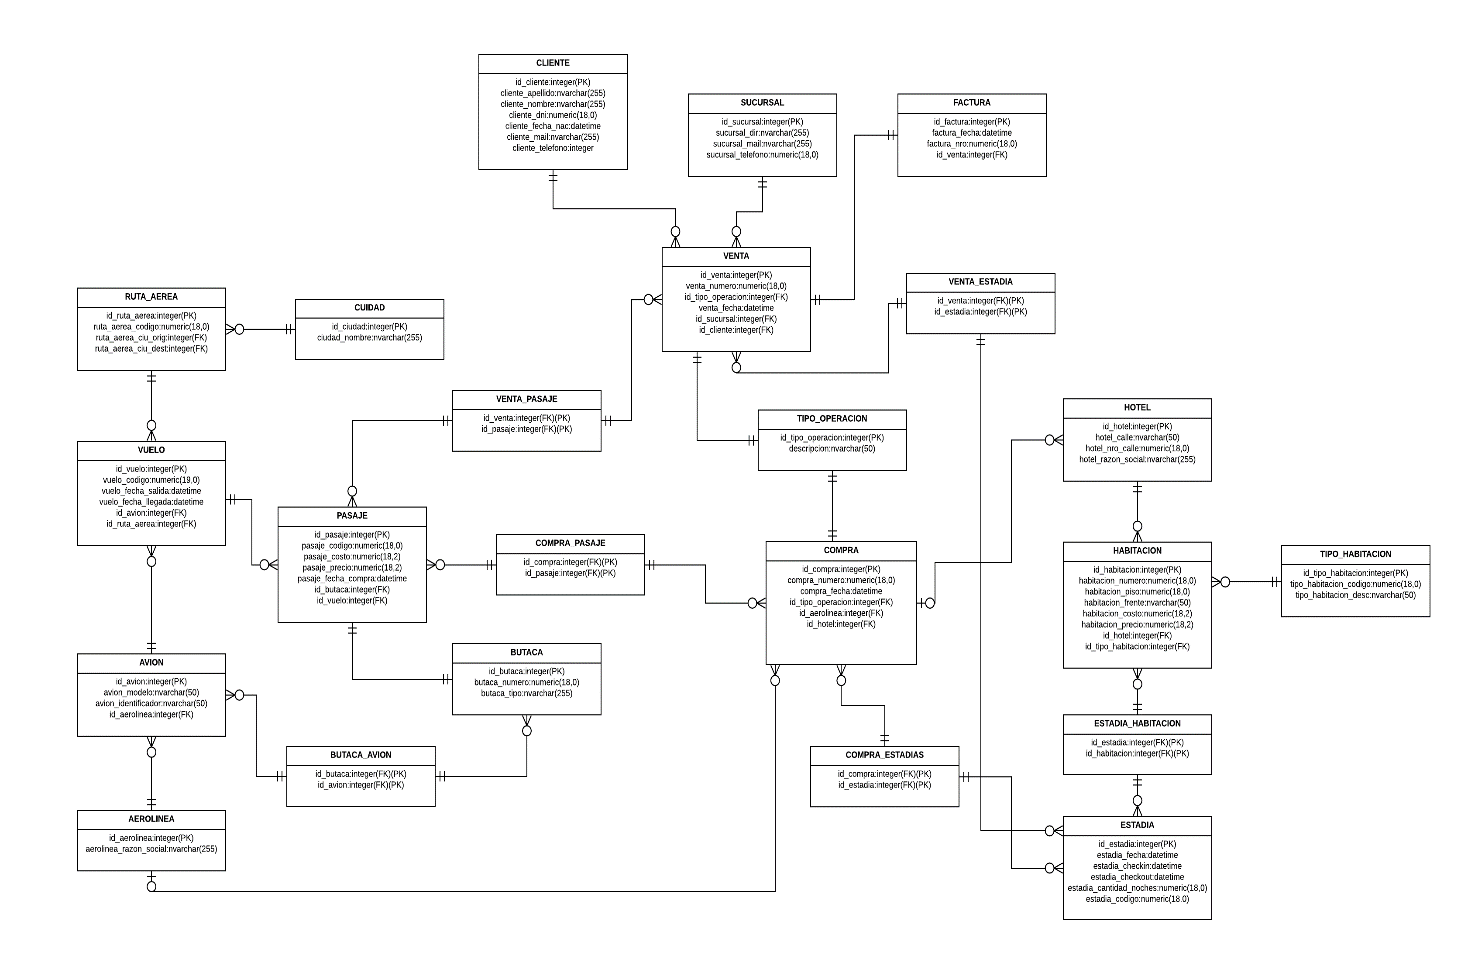 CLIENTE
id_cliente:integer(PK)
cliente_apellido:nvarchar(255)
cliente_nombre:nvarchar(255)
cliente_dni:numeric(18,0)
cliente_fecha_nac:datetime
cliente_mail:nvarchar(255)
cliente_telefono:integer
SUCURSAL
id_sucursal:integer(PK)
sucursal_dir:nvarchar(255)
sucursal_mail:nvarchar(255)
sucursal_telefono:numeric(18,0)
FACTURA
id_factura:integer(PK)
factura_fecha:datetime
factura_nro:numeric(18,0)
id_venta:integer(FK)
VENTA
id_venta:integer(PK)
venta_numero:numeric(18,0)
id_tipo_operacion:integer(FK)
venta_fecha:datetime
id_sucursal:integer(FK)
id_cliente:integer(FK)
VENTA_ESTADIA
id_venta:integer(FK)(PK)
id_estadia:integer(FK)(PK)
RUTA_AEREA
id_ruta_aerea:integer(PK)
ruta_aerea_codigo:numeric(18,0)
ruta_aerea_ciu_orig:integer(FK)
ruta_aerea_ciu_dest:integer(FK)
CUIDAD
id_ciudad:integer(PK)
ciudad_nombre:nvarchar(255)
VENTA_PASAJE
id_venta:integer(FK)(PK)
id_pasaje:integer(FK)(PK)
TIPO_OPERACION
id_tipo_operacion:integer(PK)
descripcion:nvarchar(50)
HOTEL
id_hotel:integer(PK)
hotel_calle:nvarchar(50)
hotel_nro_calle:numeric(18,0)
hotel_razon_social:nvarchar(255)
VUELO
id_vuelo:integer(PK)
vuelo_codigo:numeric(19,0)
vuelo_fecha_salida:datetime
vuelo_fecha_llegada:datetime
id_avion:integer(FK)
id_ruta_aerea:integer(FK)
PASAJE
id_pasaje:integer(PK)
pasaje_codigo:numeric(18,0)
pasaje_costo:numeric(18,2)
pasaje_precio:numeric(18,2)
pasaje_fecha_compra:datetime
id_butaca:integer(FK)
id_vuelo:integer(FK)
COMPRA_PASAJE
id_compra:integer(FK)(PK)
id_pasaje:integer(FK)(PK)
COMPRA
id_compra:integer(PK)
compra_numero:numeric(18,0)
compra_fecha:datetime
id_tipo_operacion:integer(FK)
id_aerolinea:integer(FK)
id_hotel:integer(FK)
HABITACION
id_habitacion:integer(PK)
habitacion_numero:numeric(18,0)
habitacion_piso:numeric(18,0)
habitacion_frente:nvarchar(50)
habitacion_costo:numeric(18,2)
habitacion_precio:numeric(18,2)
id_hotel:integer(FK)
id_tipo_habitacion:integer(FK)
TIPO_HABITACION
id_tipo_habitacion:integer(PK)
tipo_habitacion_codigo:numeric(18,0)
tipo_habitacion_desc:nvarchar(50)
AVION
id_avion:integer(PK)
avion_modelo:nvarchar(50)
avion_identificador:nvarchar(50)
id_aerolinea:integer(FK)
BUTACA
id_butaca:integer(PK)
butaca_numero:numeric(18,0)
butaca_tipo:nvarchar(255)
BUTACA_AVION
id_butaca:integer(FK)(PK)
id_avion:integer(FK)(PK)
COMPRA_ESTADIAS
id_compra:integer(FK)(PK)
id_estadia:integer(FK)(PK)
ESTADIA_HABITACION
id_estadia:integer(FK)(PK)
id_habitacion:integer(FK)(PK)
AEROLINEA
id_aerolinea:integer(PK)
aerolinea_razon_social:nvarchar(255)
ESTADIA
id_estadia:integer(PK)
estadia_fecha:datetime
estadia_checkin:datetime
estadia_checkout:datetime
estadia_cantidad_noches:numeric(18,0)
estadia_codigo:numeric(18.0)